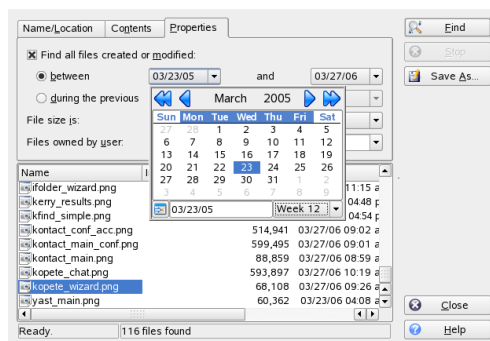 Name/Location Contents Properties
Find all files created or modified:
between 03/23/05 and 03/27/06
during the previous
File size is:
Files owned by user:
March 2005
Sun Mon Tue Wed Thu Fri Sat
27 28 1 2 3 4 5
6 7 8 9 10 11 12
13 14 15 16 17 18 19
20 21 22 23 24 25 26
27 28 29 30 31 1 2
3 4 5 6 7 8 9
03/23/05 Week 12
Name
ifolder_wizard.png 11:15 a
kerry_results.png 04:48 p
kfind_simple.png 04:54 p
kontact_conf_acc.png 514,941 03/27/06 09:02 a
kontact_main_conf.png 599,495 03/27/06 09:01 a
kontact_main.png 88,859 03/27/06 08:59 a
kopete_chat.png 593,897 03/27/06 10:19 a
kopete_wizard.png 68,108 03/27/06 09:26 a
yast_main.png 60,362 03/23/06 04:08 a
Ready. 116 files found
Find
Stop
Save As...
Close
Help